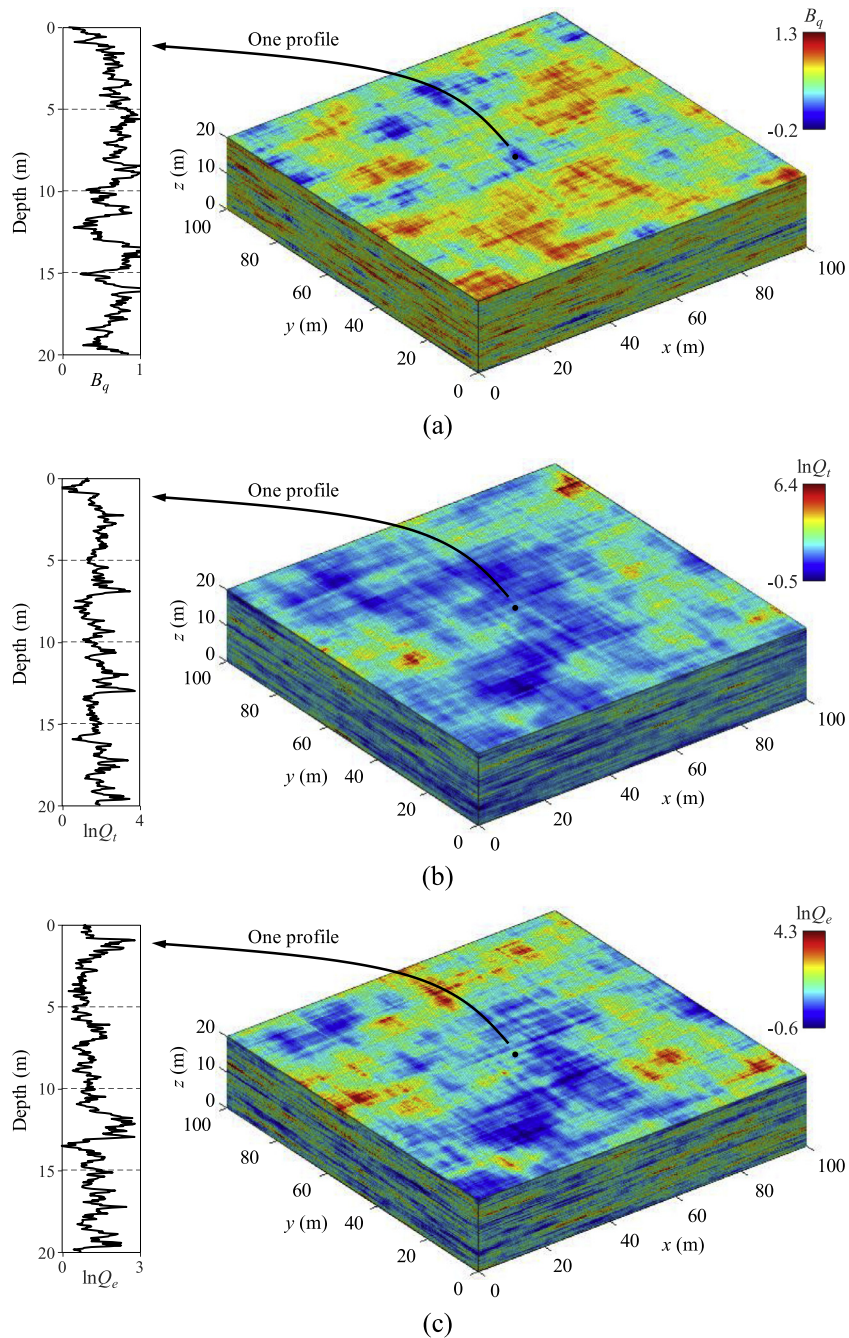 B_q
1.3
-0.2
One profile
0
5
10
15
20
Depth (m)
0 1
B_q
20
10
0
z (m)
100
80
60
40
20
0
y (m)
0
20
40
60
80
100
x (m)
(a)
lnQ_t
6.4
-0.5
One profile
0
5
10
15
20
Depth (m)
0 4
lnQ_t
20
10
0
z (m)
100
80
60
40
20
0
y (m)
0
20
40
60
80
100
x (m)
(b)
lnQ_e
4.3
-0.6
One profile
0
5
10
15
20
Depth (m)
0 3
lnQ_e
20
10
0
z (m)
100
80
60
40
20
0
y (m)
0
20
40
60
80
100
x (m)
(c)